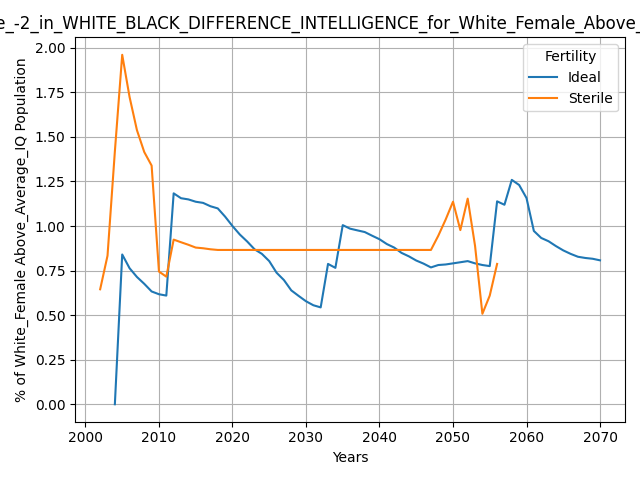 e_-2_in_WHITE_BLACK_DIFFERENCE_INTELLIGENCE_for_White_Female_Above_
Fertility
Ideal
Sterile
% of White_Female Above_Average_IQ Population
2.00
1.75
1.50
1.25
1.00
0.75
0.50
0.25
0.00
2000 2010 2020 2030 2040 2050 2060 2070
Years